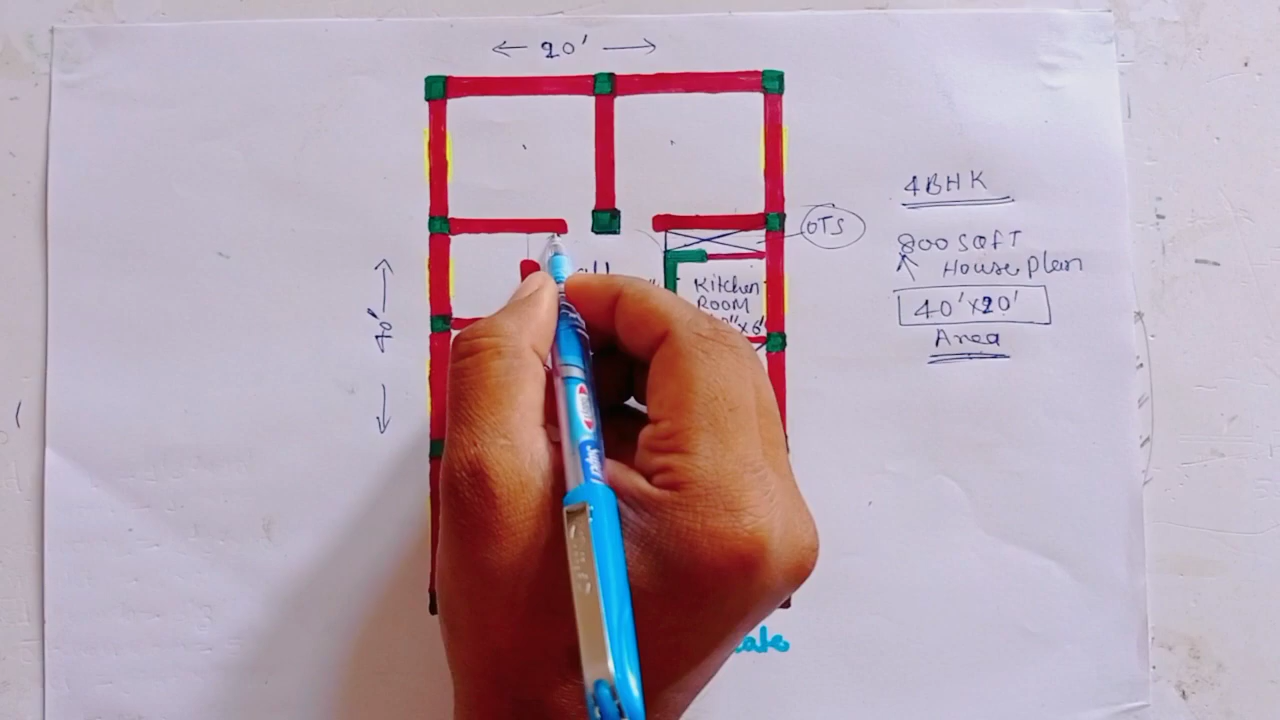 20'
OTS
4BHK
800 SQFT
House Plan
40'x20'
Area
40'
Kitchen
ROOM